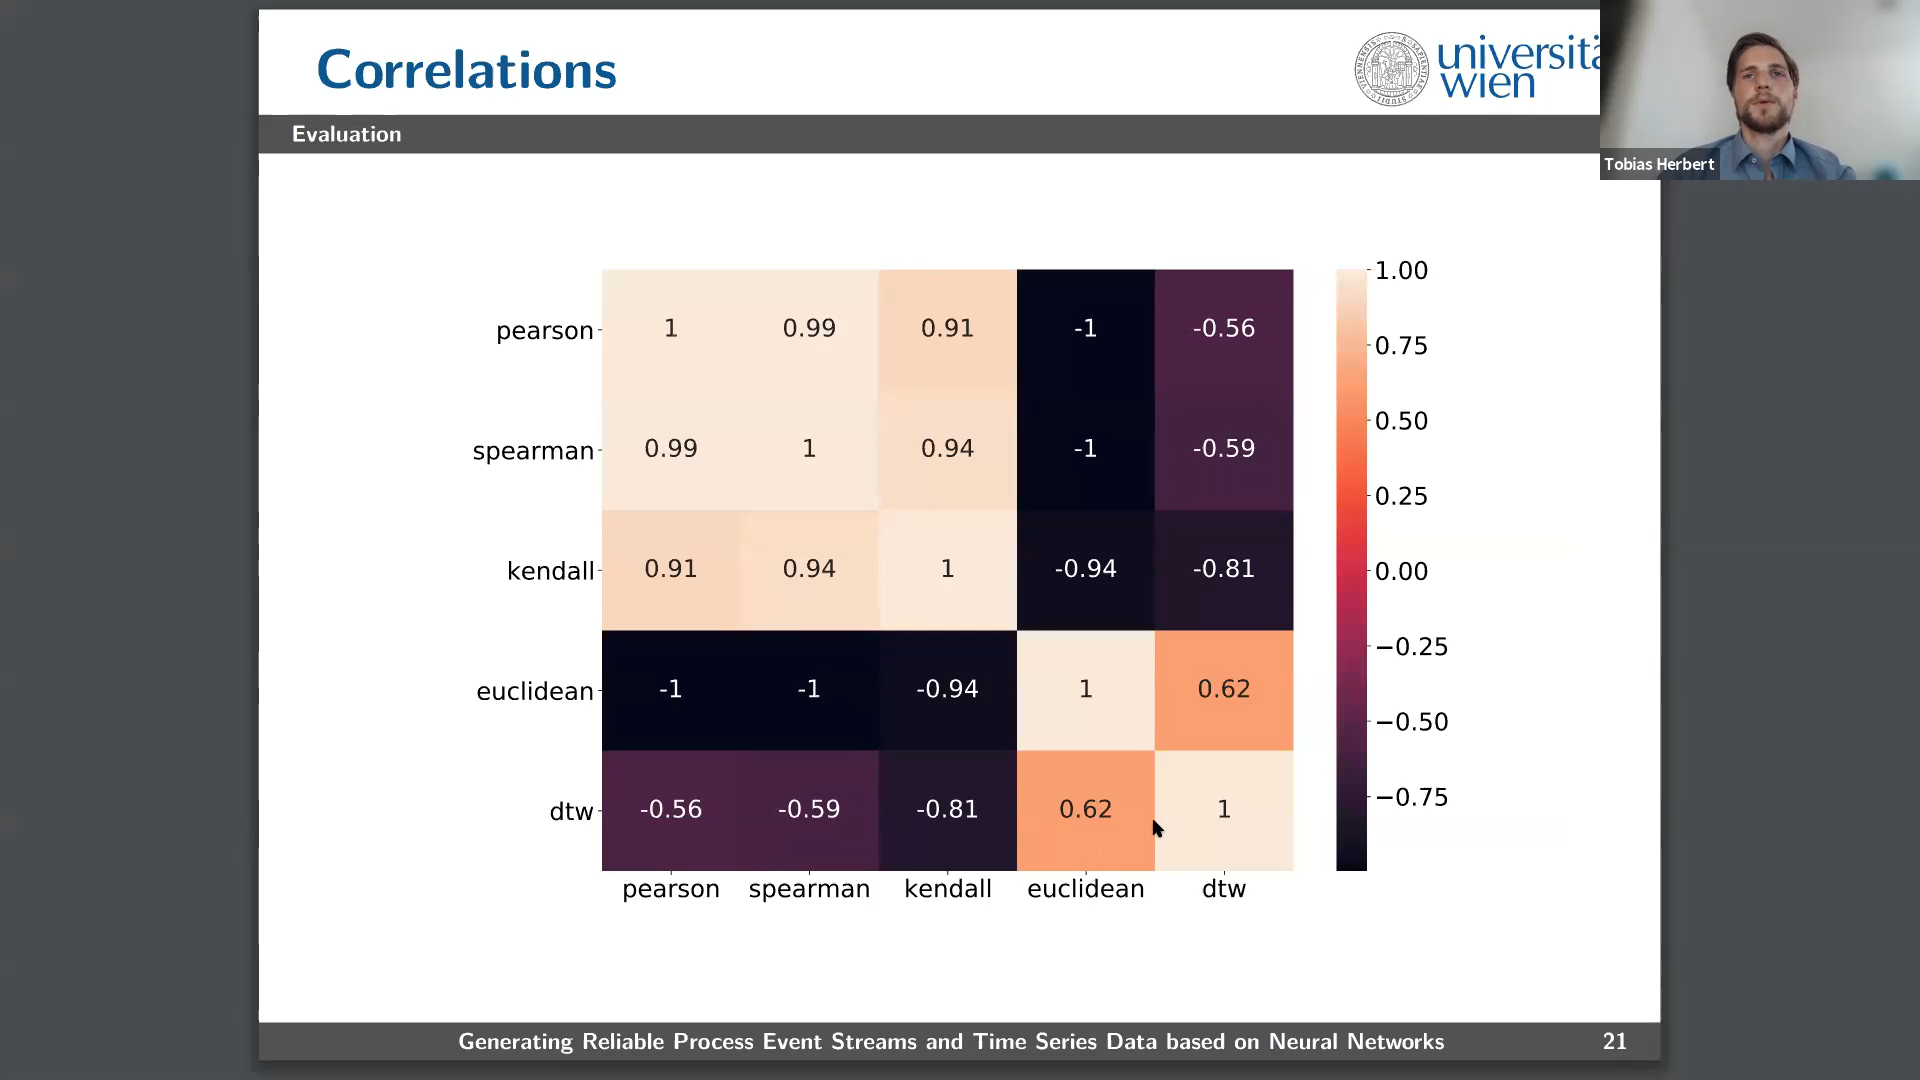 Correlations
universitä
wien
Tobias Herbert
Evaluation
pearson 1 0.99 0.91 -1 -0.56
spearman 0.99 1 0.94 -1 -0.59
kendall 0.91 0.94 1 -0.94 -0.81
euclidean -1 -1 -0.94 1 0.62
dtw -0.56 -0.59 -0.81 0.62 1
pearson spearman kendall euclidean dtw
1.00
0.75
0.50
0.25
0.00
−0.25
−0.50
−0.75
Generating Reliable Process Event Streams and Time Series Data based on Neural Networks 21